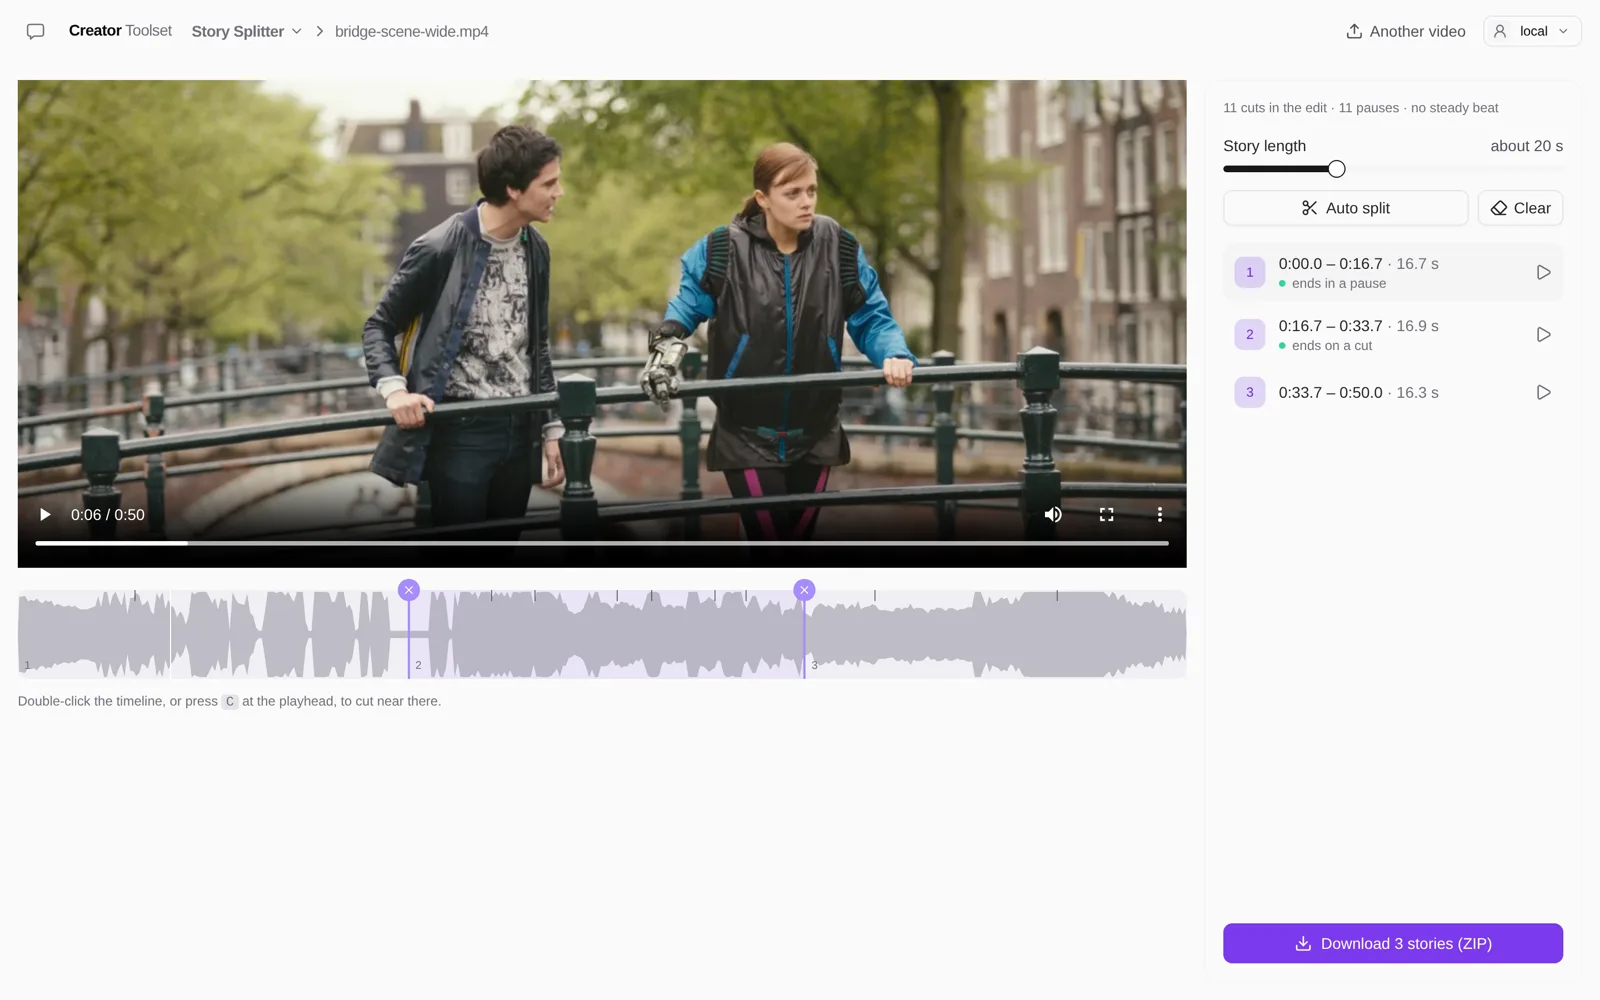 Creator Toolset Story Splitter bridge-scene-wide.mp4
Another video local
11 cuts in the edit · 11 pauses · no steady beat
Story length about 20 s
Auto split Clear
1 0:00.0 – 0:16.7 · 16.7 s
ends in a pause
2 0:16.7 – 0:33.7 · 16.9 s
ends on a cut
3 0:33.7 – 0:50.0 · 16.3 s
0:06 / 0:50
1 2 3
Double-click the timeline, or press C at the playhead, to cut near there.
Download 3 stories (ZIP)